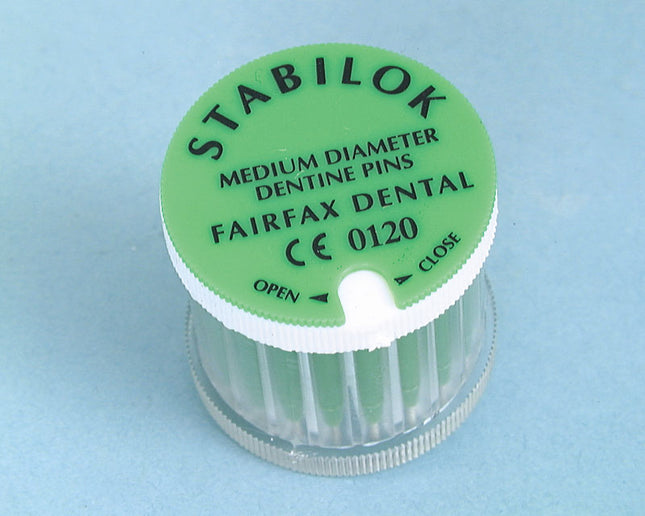 STABILOK
MEDIUM DIAMETER
DENTINE PINS
FAIRFAX DENTAL
CE 0120
OPEN ◄ ► CLOSE